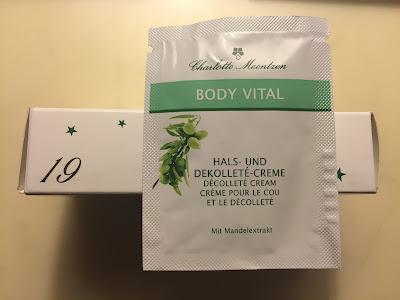 Charlotte Meentzen
BODY VITAL
HALS- UND
DEKOLLETÉ-CREME
DÉCOLLETÉ CREAM
CRÈME POUR LE COU
ET LE DÉCOLLETÉ
Mit Mandelextrakt
19